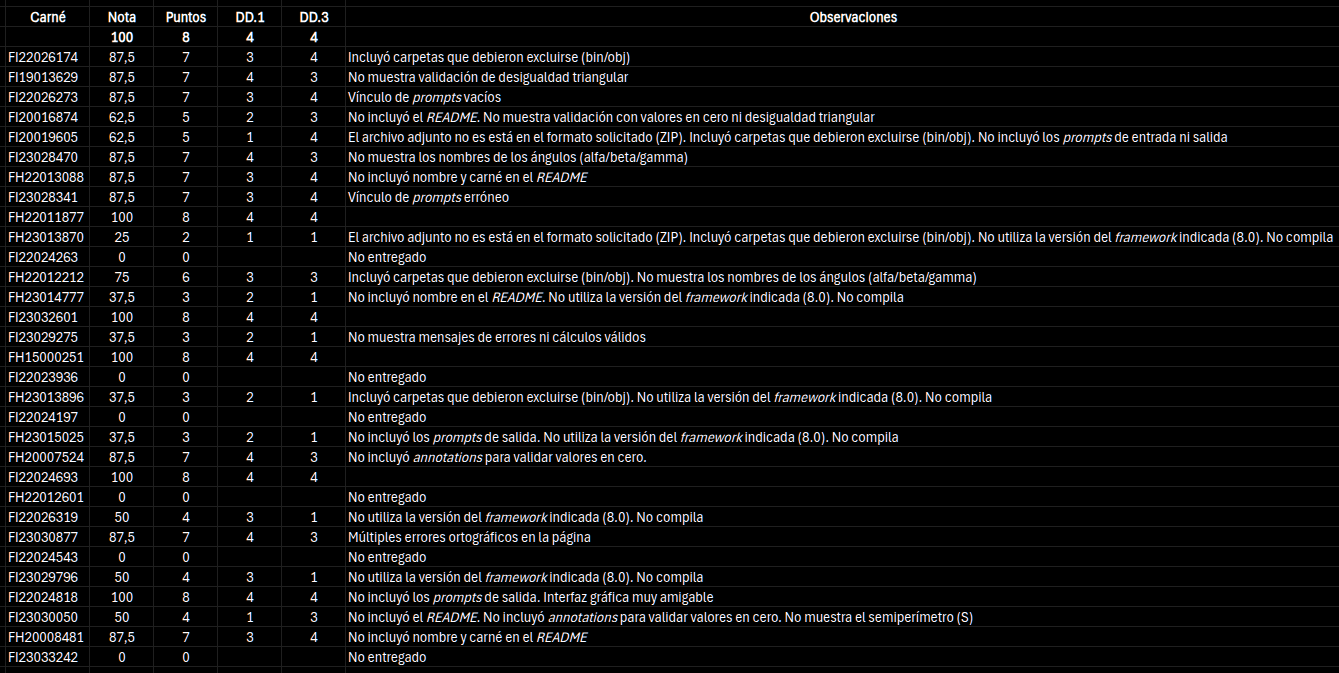 Carné Nota Puntos DD.1 DD.3 Observaciones
100 8 4 4
FI22026174 87,5 7 3 4 Incluyó carpetas que debieron excluirse (bin/obj)
FI19013629 87,5 7 4 3 No muestra validación de desigualdad triangular
FI22026273 87,5 7 3 4 Vínculo de prompts vacíos
FI20016874 62,5 5 2 3 No incluyó el README. No muestra validación con valores en cero ni desigualdad triangular
FI20019605 62,5 5 1 4 El archivo adjunto no es está en el formato solicitado (ZIP). Incluyó carpetas que debieron excluirse (bin/obj). No incluyó los prompts de entrada ni salida
FI23028470 87,5 7 4 3 No muestra los nombres de los ángulos (alfa/beta/gamma)
FH22013088 87,5 7 3 4 No incluyó nombre y carné en el README
FI23028341 87,5 7 3 4 Vínculo de prompts erróneo
FH22011877 100 8 4 4
FH23013870 25 2 1 1 El archivo adjunto no es está en el formato solicitado (ZIP). Incluyó carpetas que debieron excluirse (bin/obj). No utiliza la versión del framework indicada (8.0). No compila
FI22024263 0 0 No entregado
FH22012212 75 6 3 3 Incluyó carpetas que debieron excluirse (bin/obj). No muestra los nombres de los ángulos (alfa/beta/gamma)
FH23014777 37,5 3 2 1 No incluyó nombre en el README. No utiliza la versión del framework indicada (8.0). No compila
FI23032601 100 8 4 4
FI23029275 37,5 3 2 1 No muestra mensajes de errores ni cálculos válidos
FH15000251 100 8 4 4
FI22023936 0 0 No entregado
FH23013896 37,5 3 2 1 Incluyó carpetas que debieron excluirse (bin/obj). No utiliza la versión del framework indicada (8.0). No compila
FI22024197 0 0 No entregado
FH23015025 37,5 3 2 1 No incluyó los prompts de salida. No utiliza la versión del framework indicada (8.0). No compila
FH20007524 87,5 7 4 3 No incluyó annotations para validar valores en cero.
FI22024693 100 8 4 4
FH22012601 0 0 No entregado
FI22026319 50 4 3 1 No utiliza la versión del framework indicada (8.0). No compila
FI23030877 87,5 7 4 3 Múltiples errores ortográficos en la página
FI22024543 0 0 No entregado
FI23029796 50 4 3 1 No utiliza la versión del framework indicada (8.0). No compila
FI22024818 100 8 4 4 No incluyó los prompts de salida. Interfaz gráfica muy amigable
FI23030050 50 4 1 3 No incluyó el README. No incluyó annotations para validar valores en cero. No muestra el semiperímetro (S)
FH20008481 87,5 7 3 4 No incluyó nombre y carné en el README
FI23033242 0 0 No entregado